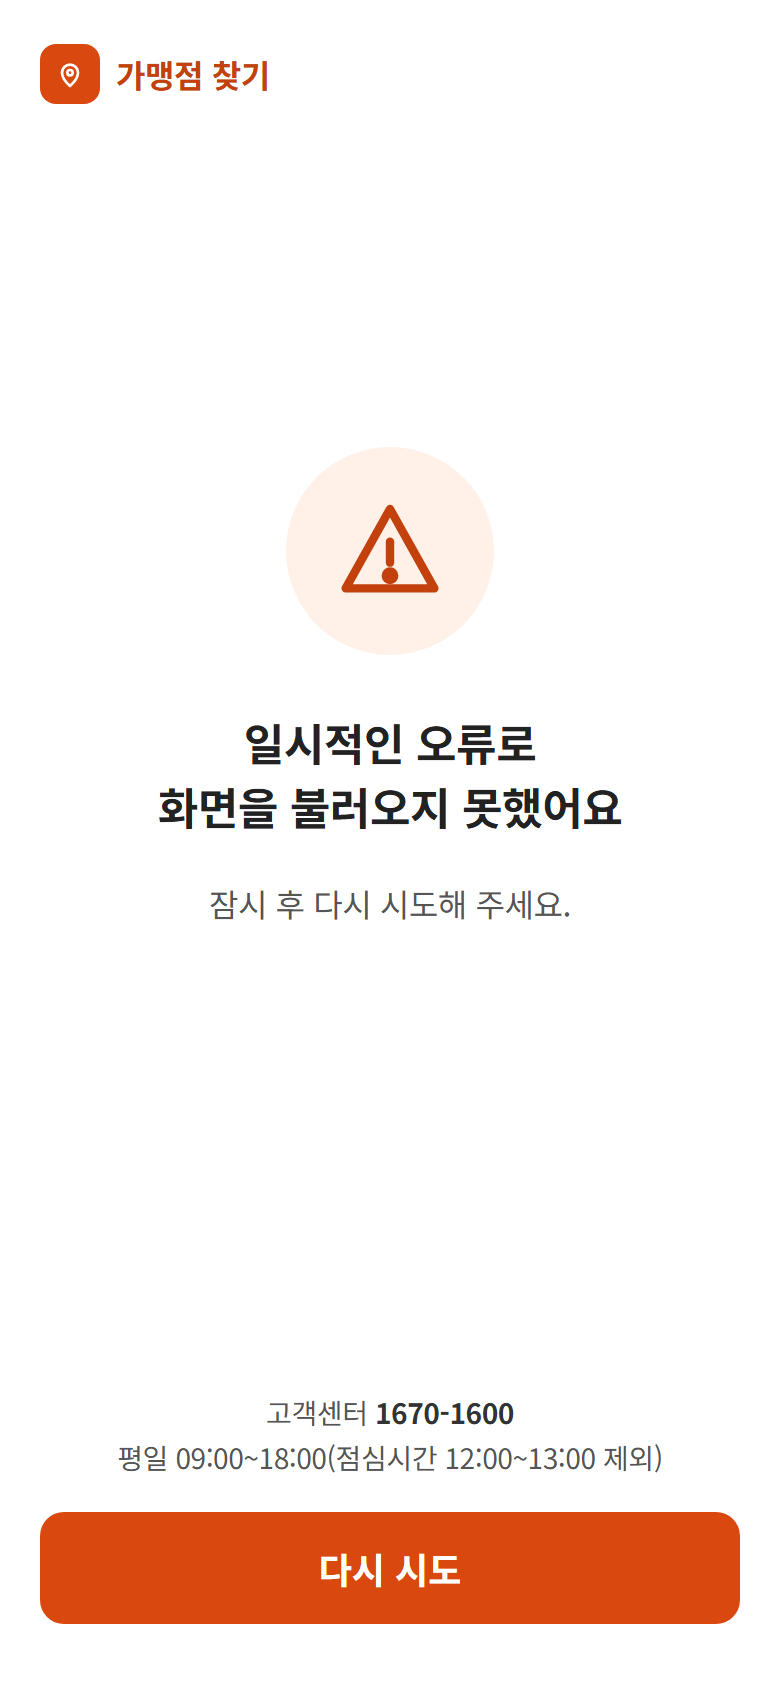 가맹점 찾기
일시적인 오류로
화면을 불러오지 못했어요
잠시 후 다시 시도해 주세요.
고객센터 1670-1600
평일 09:00~18:00(점심시간 12:00~13:00 제외)
다시 시도